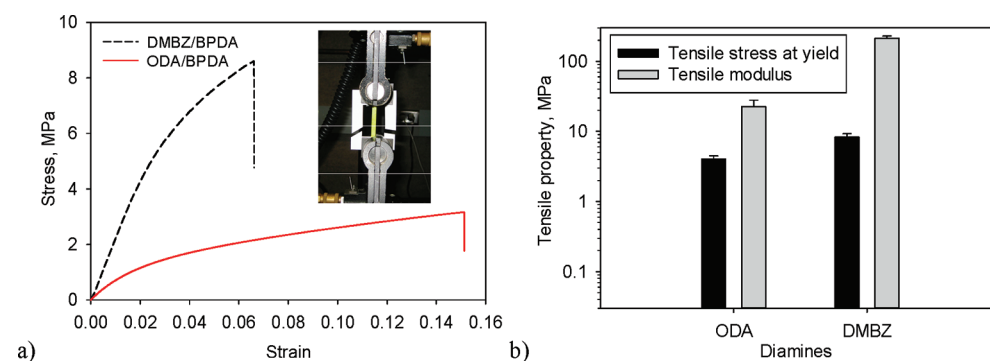 10
8
6
4
2
0
Stress, MPa
DMBZ/BPDA
ODA/BPDA
0.00 0.02 0.04 0.06 0.08 0.10 0.12 0.14 0.16
Strain
a)
100
10
1
0.1
Tensile property, MPa
Tensile stress at yield
Tensile modulus
ODA DMBZ
Diamines
b)